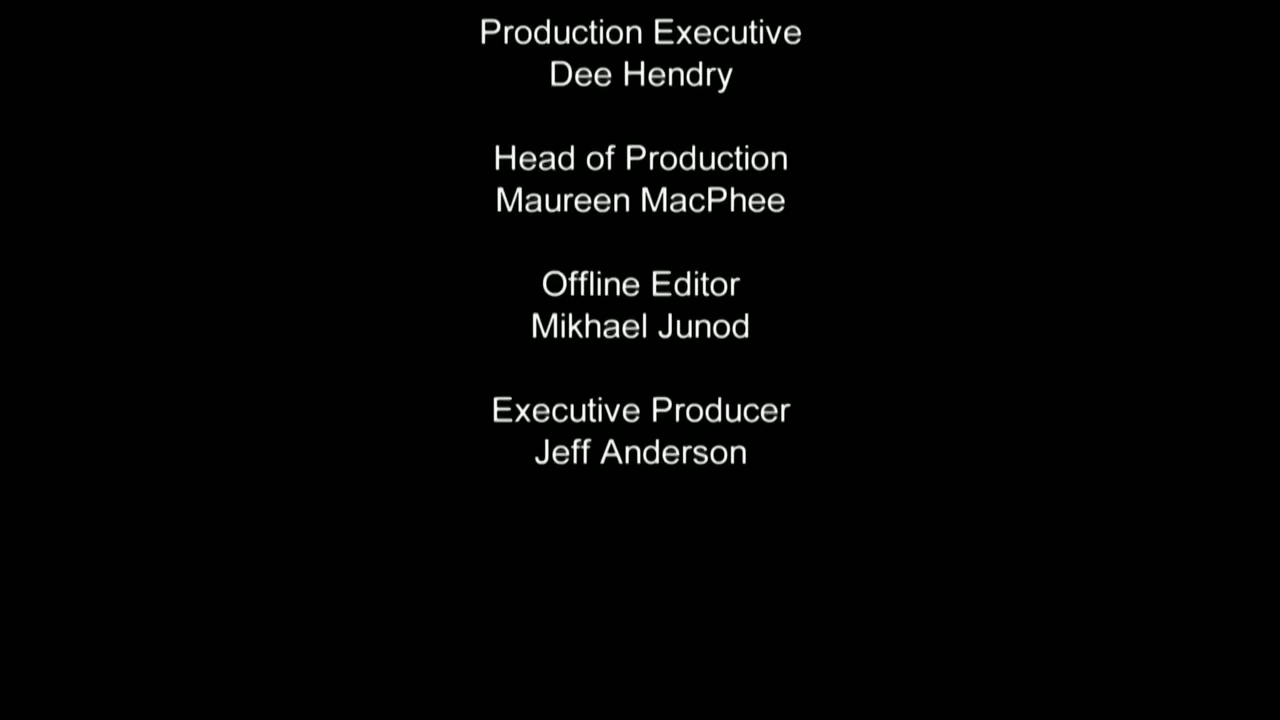 Production Executive
Dee Hendry
Head of Production
Maureen MacPhee
Offline Editor
Mikhael Junod
Executive Producer
Jeff Anderson